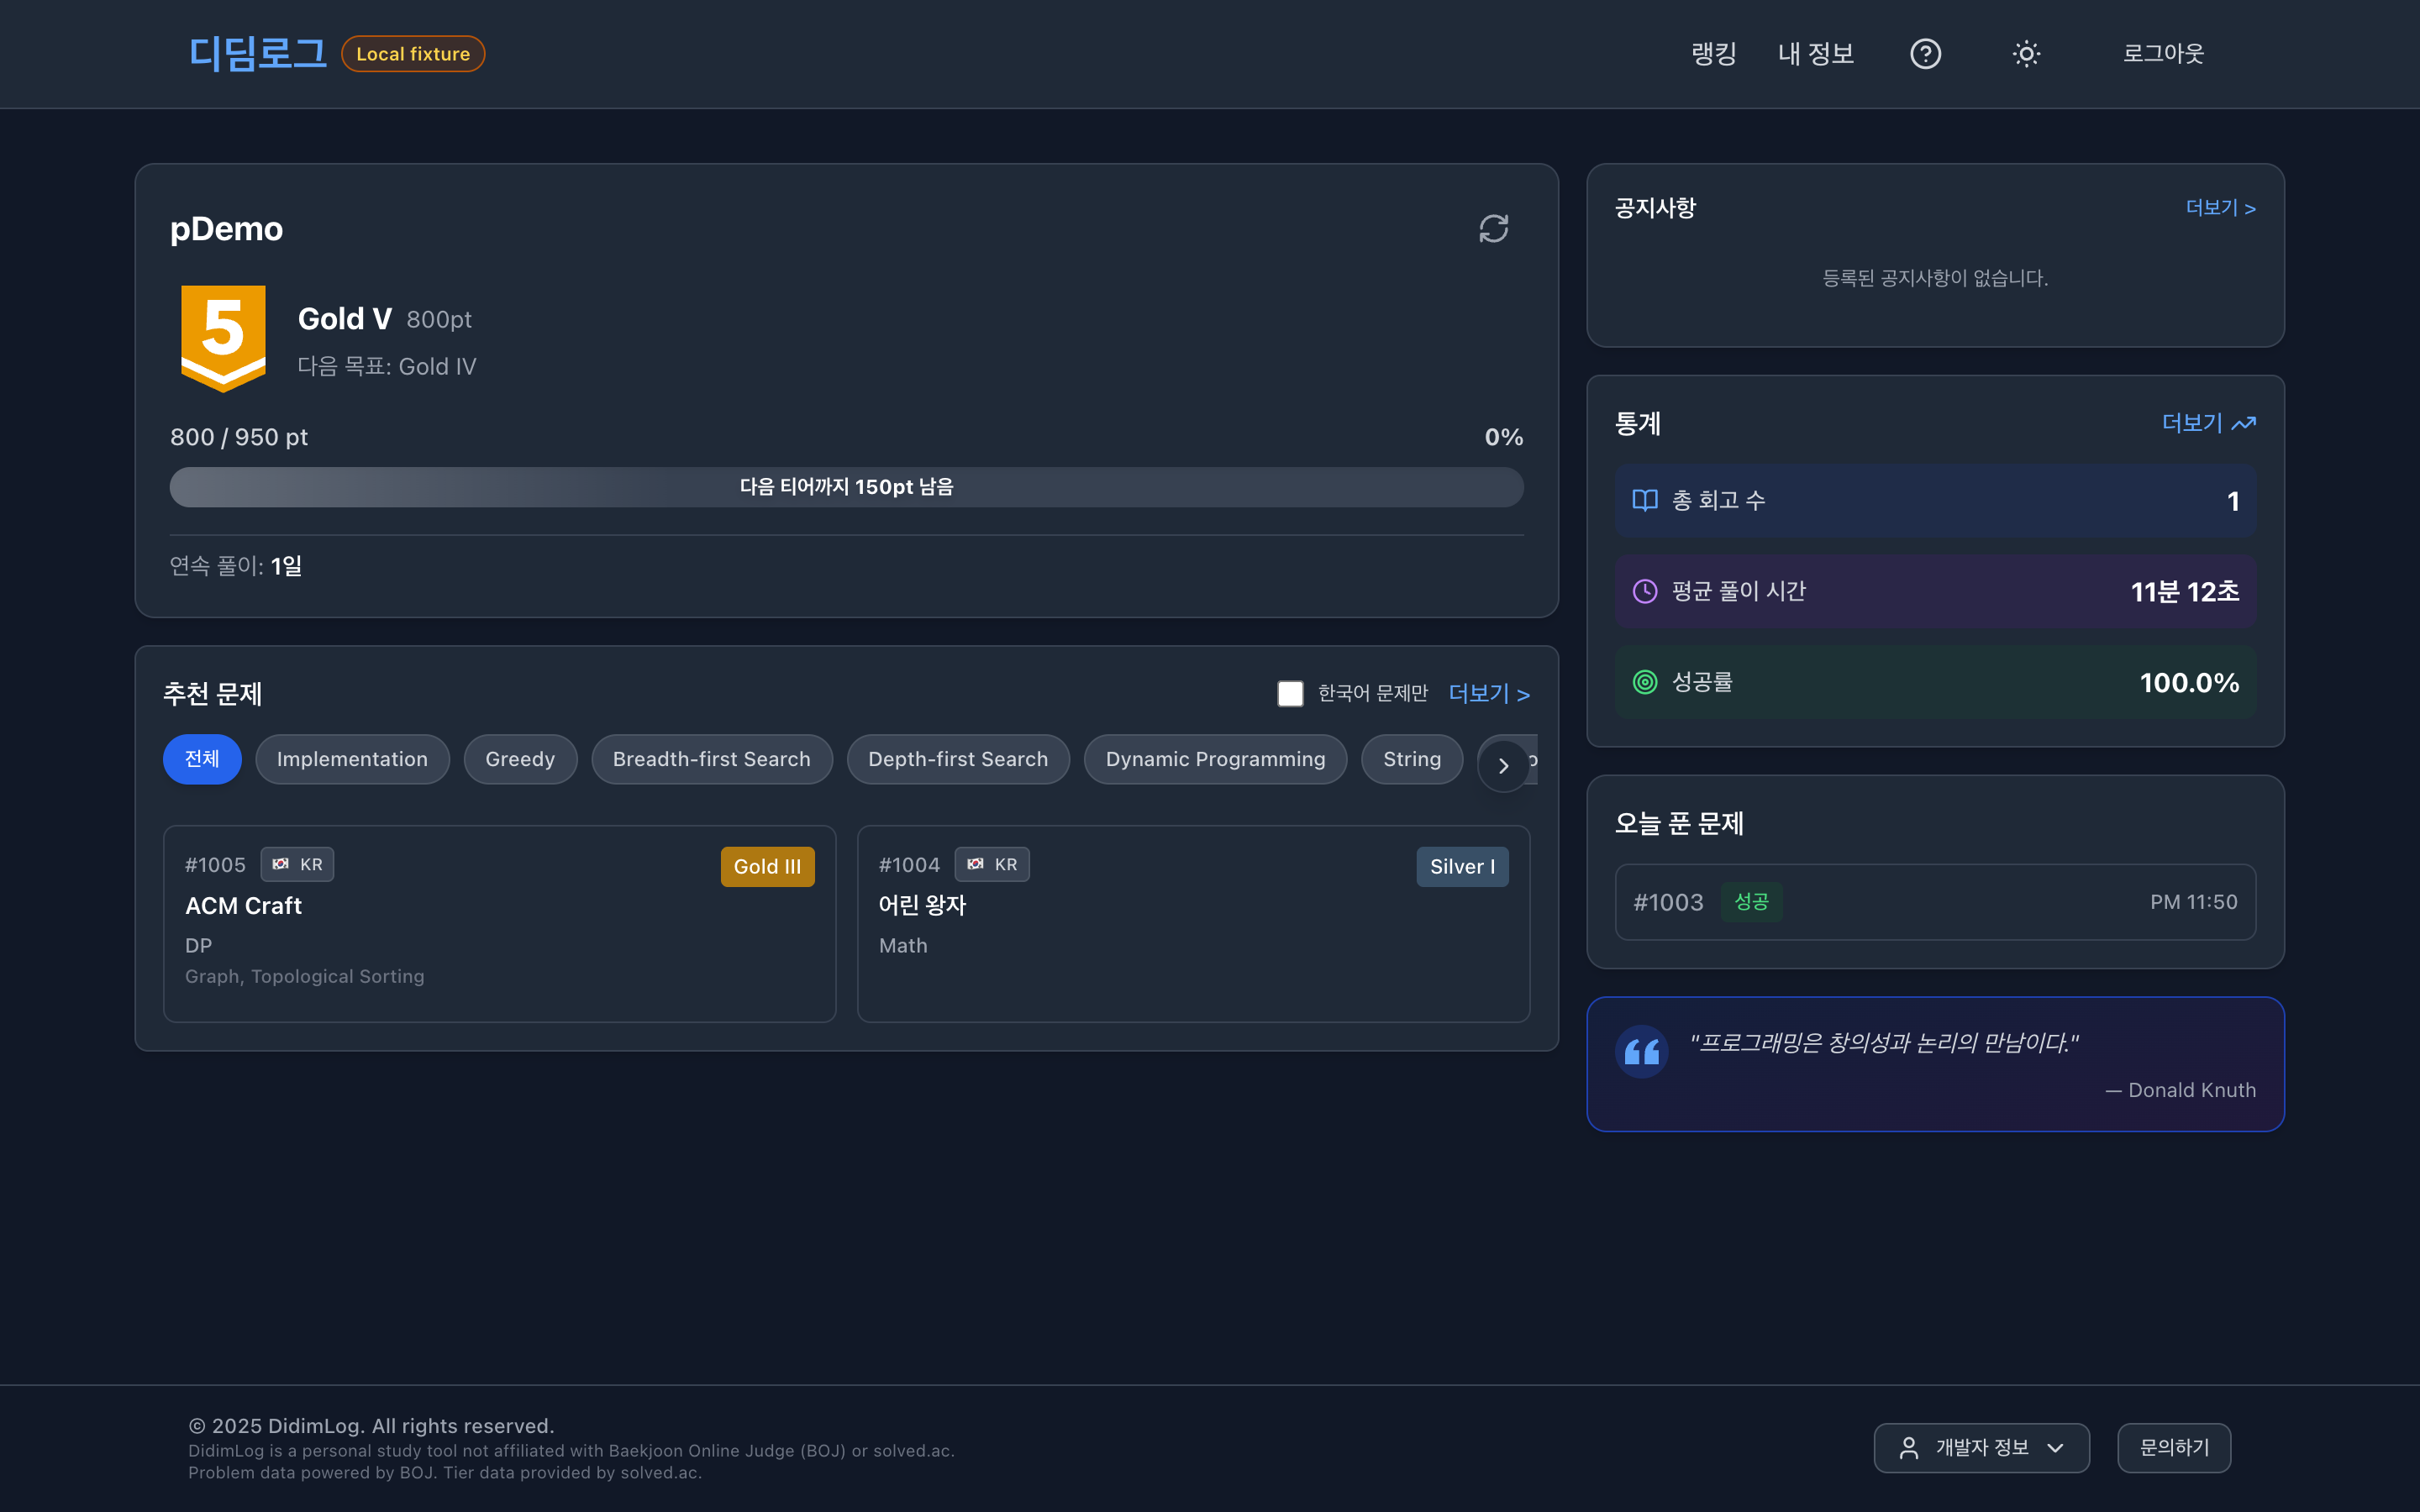 디딤로그 Local fixture
랭킹 내 정보 로그아웃
pDemo
5
Gold V 800pt
다음 목표: Gold IV
800 / 950 pt 0%
다음 티어까지 150pt 남음
연속 풀이: 1일
추천 문제 한국어 문제만 더보기 >
전체 Implementation Greedy Breadth-first Search Depth-first Search Dynamic Programming String
#1005 🇰🇷 KR Gold III
ACM Craft
DP
Graph, Topological Sorting
#1004 🇰🇷 KR Silver I
어린 왕자
Math
공지사항 더보기 >
등록된 공지사항이 없습니다.
통계 더보기
총 회고 수 1
평균 풀이 시간 11분 12초
성공률 100.0%
오늘 푼 문제
#1003 성공 PM 11:50
"프로그래밍은 창의성과 논리의 만남이다."
— Donald Knuth
© 2025 DidimLog. All rights reserved.
DidimLog is a personal study tool not affiliated with Baekjoon Online Judge (BOJ) or solved.ac.
Problem data powered by BOJ. Tier data provided by solved.ac.
개발자 정보 문의하기